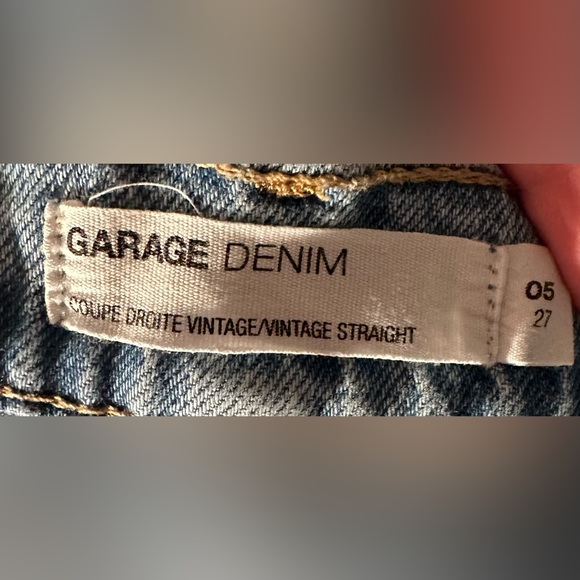 GARAGE DENIM
COUPE DROITE VINTAGE/VINTAGE STRAIGHT
05
27